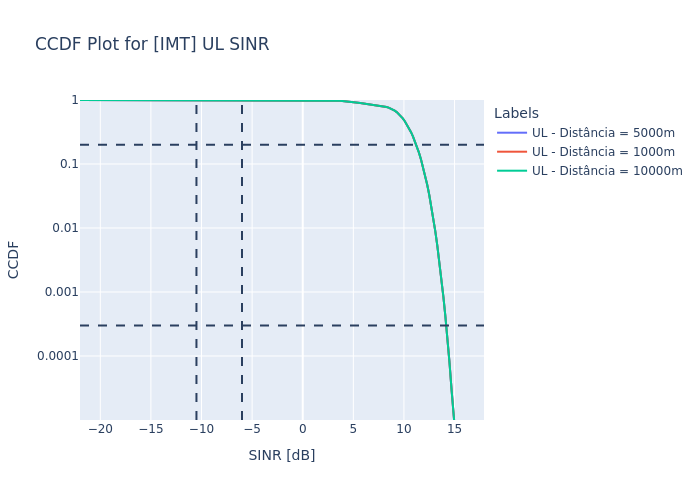 CCDF Plot for [IMT] UL SINR
Labels
UL - Distância = 5000m
UL - Distância = 1000m
UL - Distância = 10000m
CCDF
1
0.1
0.01
0.001
0.0001
−20 −15 −10 −5 0 5 10 15
SINR [dB]